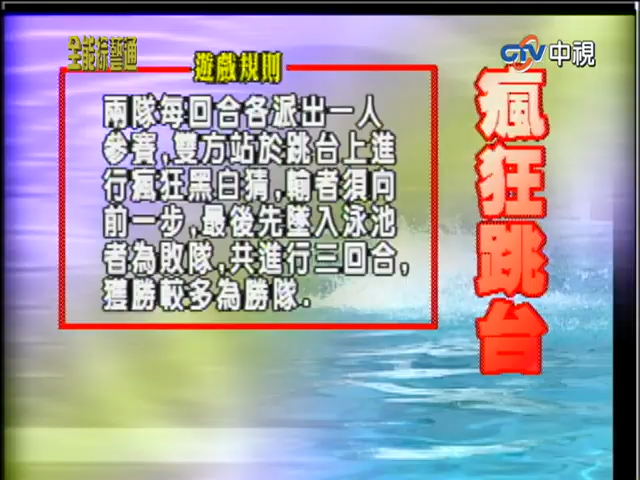 全能綜藝通
CTV中視
遊戲規則
兩隊每回合各派出一人
參賽,雙方站於跳台上進
行瘋狂黑白猜,輸者須向
前一步,最後先墜入泳池
者為敗隊,共進行三回合,
獲勝較多為勝隊.
瘋狂跳台